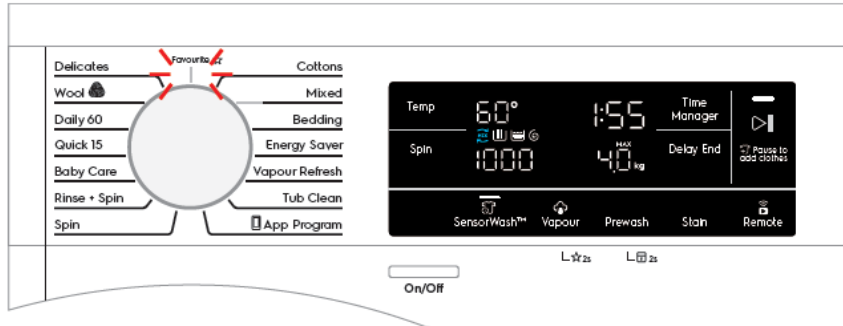 Favourite
Delicates
Wool
Daily 60
Quick 15
Baby Care
Rinse + Spin
Spin
Cottons
Mixed
Bedding
Energy Saver
Vapour Refresh
Tub Clean
App Program
Temp
60°
1:55
Time
Manager
Spin
1000
MAX
4,0 kg
Delay End
Pause to
add clothes
SensorWash™
Vapour
Prewash
Stain
Remote
2s
2s
On/Off